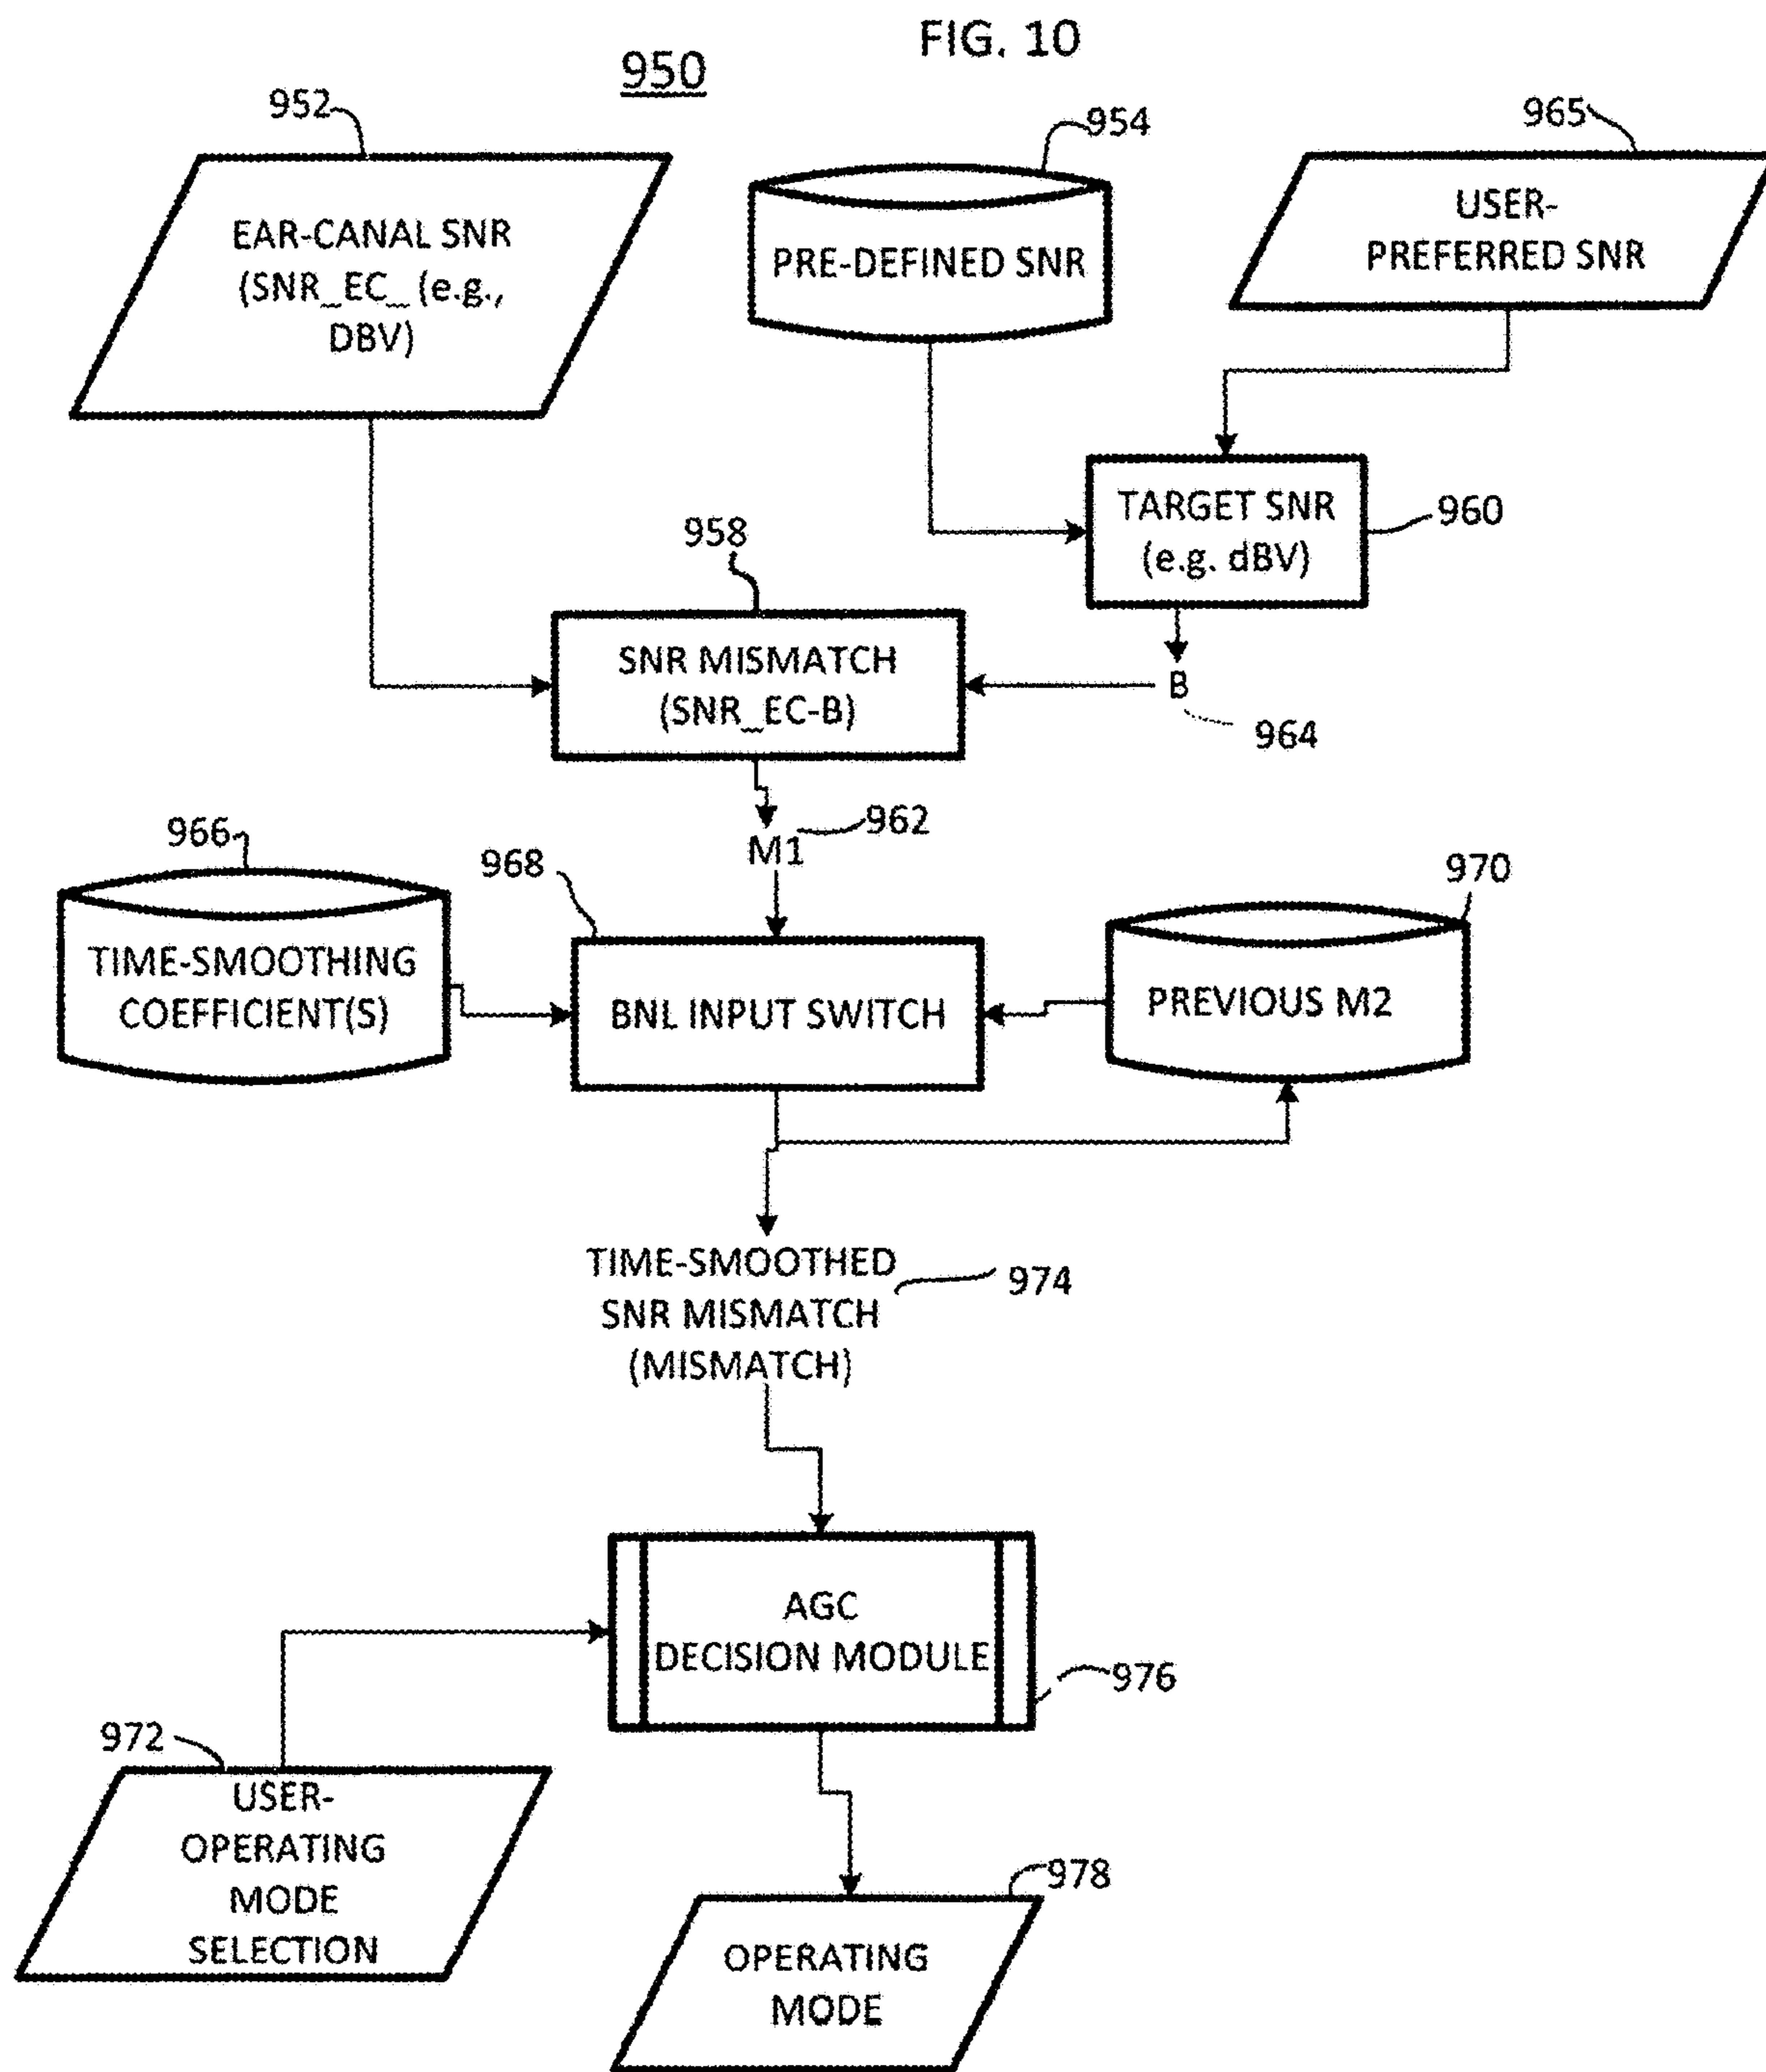 FIG. 10
950
952
954
965
EAR-CANAL SNR
(SNR_EC_ (e.g.,
DBV)
PRE-DEFINED SNR
USER-
PREFERRED SNR
TARGET SNR
(e.g. dBV)
960
958
SNR MISMATCH
(SNR_EC-B)
B
964
M1
962
966
968
970
TIME-SMOOTHING
COEFFICIENT(S)
BNL INPUT SWITCH
PREVIOUS M2
TIME-SMOOTHED
SNR MISMATCH
(MISMATCH)
974
AGC
DECISION MODULE
976
972
USER-
OPERATING
MODE
SELECTION
978
OPERATING
MODE